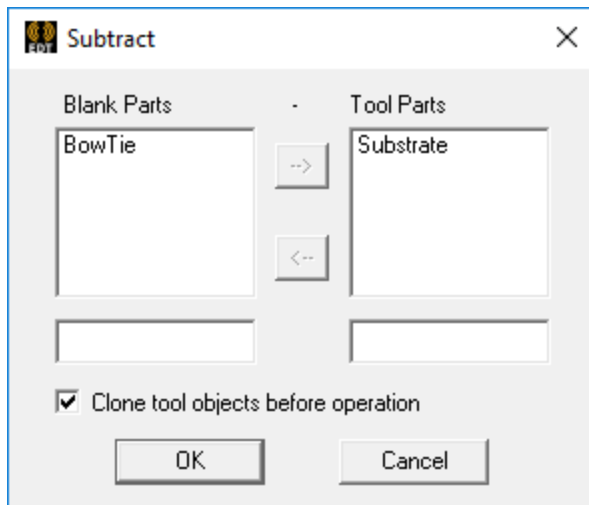 EDT Subtract
Blank Parts - Tool Parts
BowTie Substrate
-->
<--
Clone tool objects before operation
OK Cancel